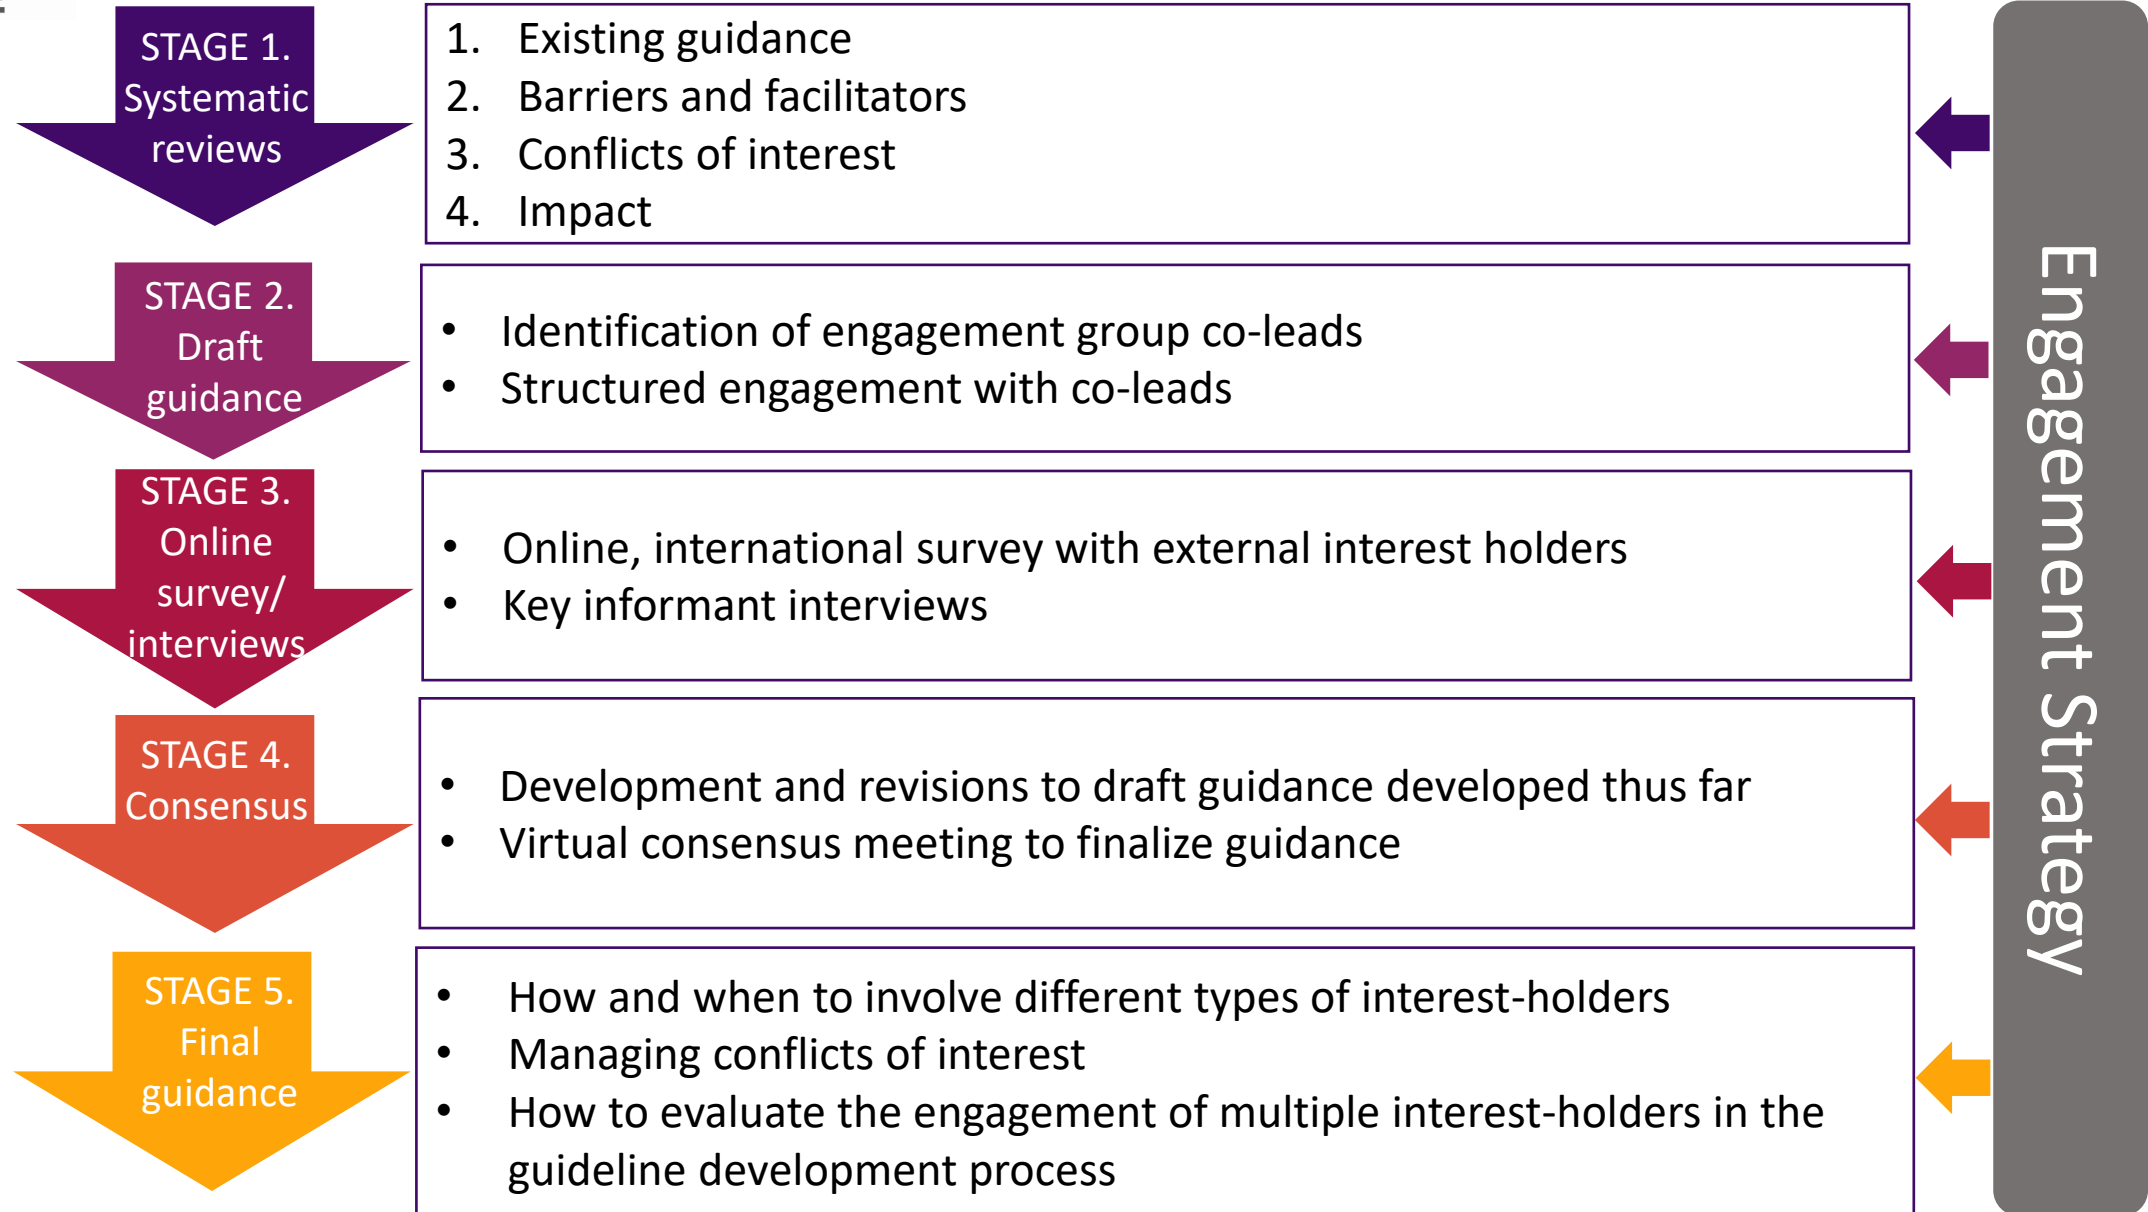 STAGE 1.
Systematic
reviews
1. Existing guidance
2. Barriers and facilitators
3. Conflicts of interest
4. Impact
STAGE 2.
Draft
guidance
• Identification of engagement group co-leads
• Structured engagement with co-leads
STAGE 3.
Online
survey/
interviews
• Online, international survey with external interest holders
• Key informant interviews
STAGE 4.
Consensus
• Development and revisions to draft guidance developed thus far
• Virtual consensus meeting to finalize guidance
STAGE 5.
Final
guidance
• How and when to involve different types of interest-holders
• Managing conflicts of interest
• How to evaluate the engagement of multiple interest-holders in the
guideline development process
Engagement Strategy